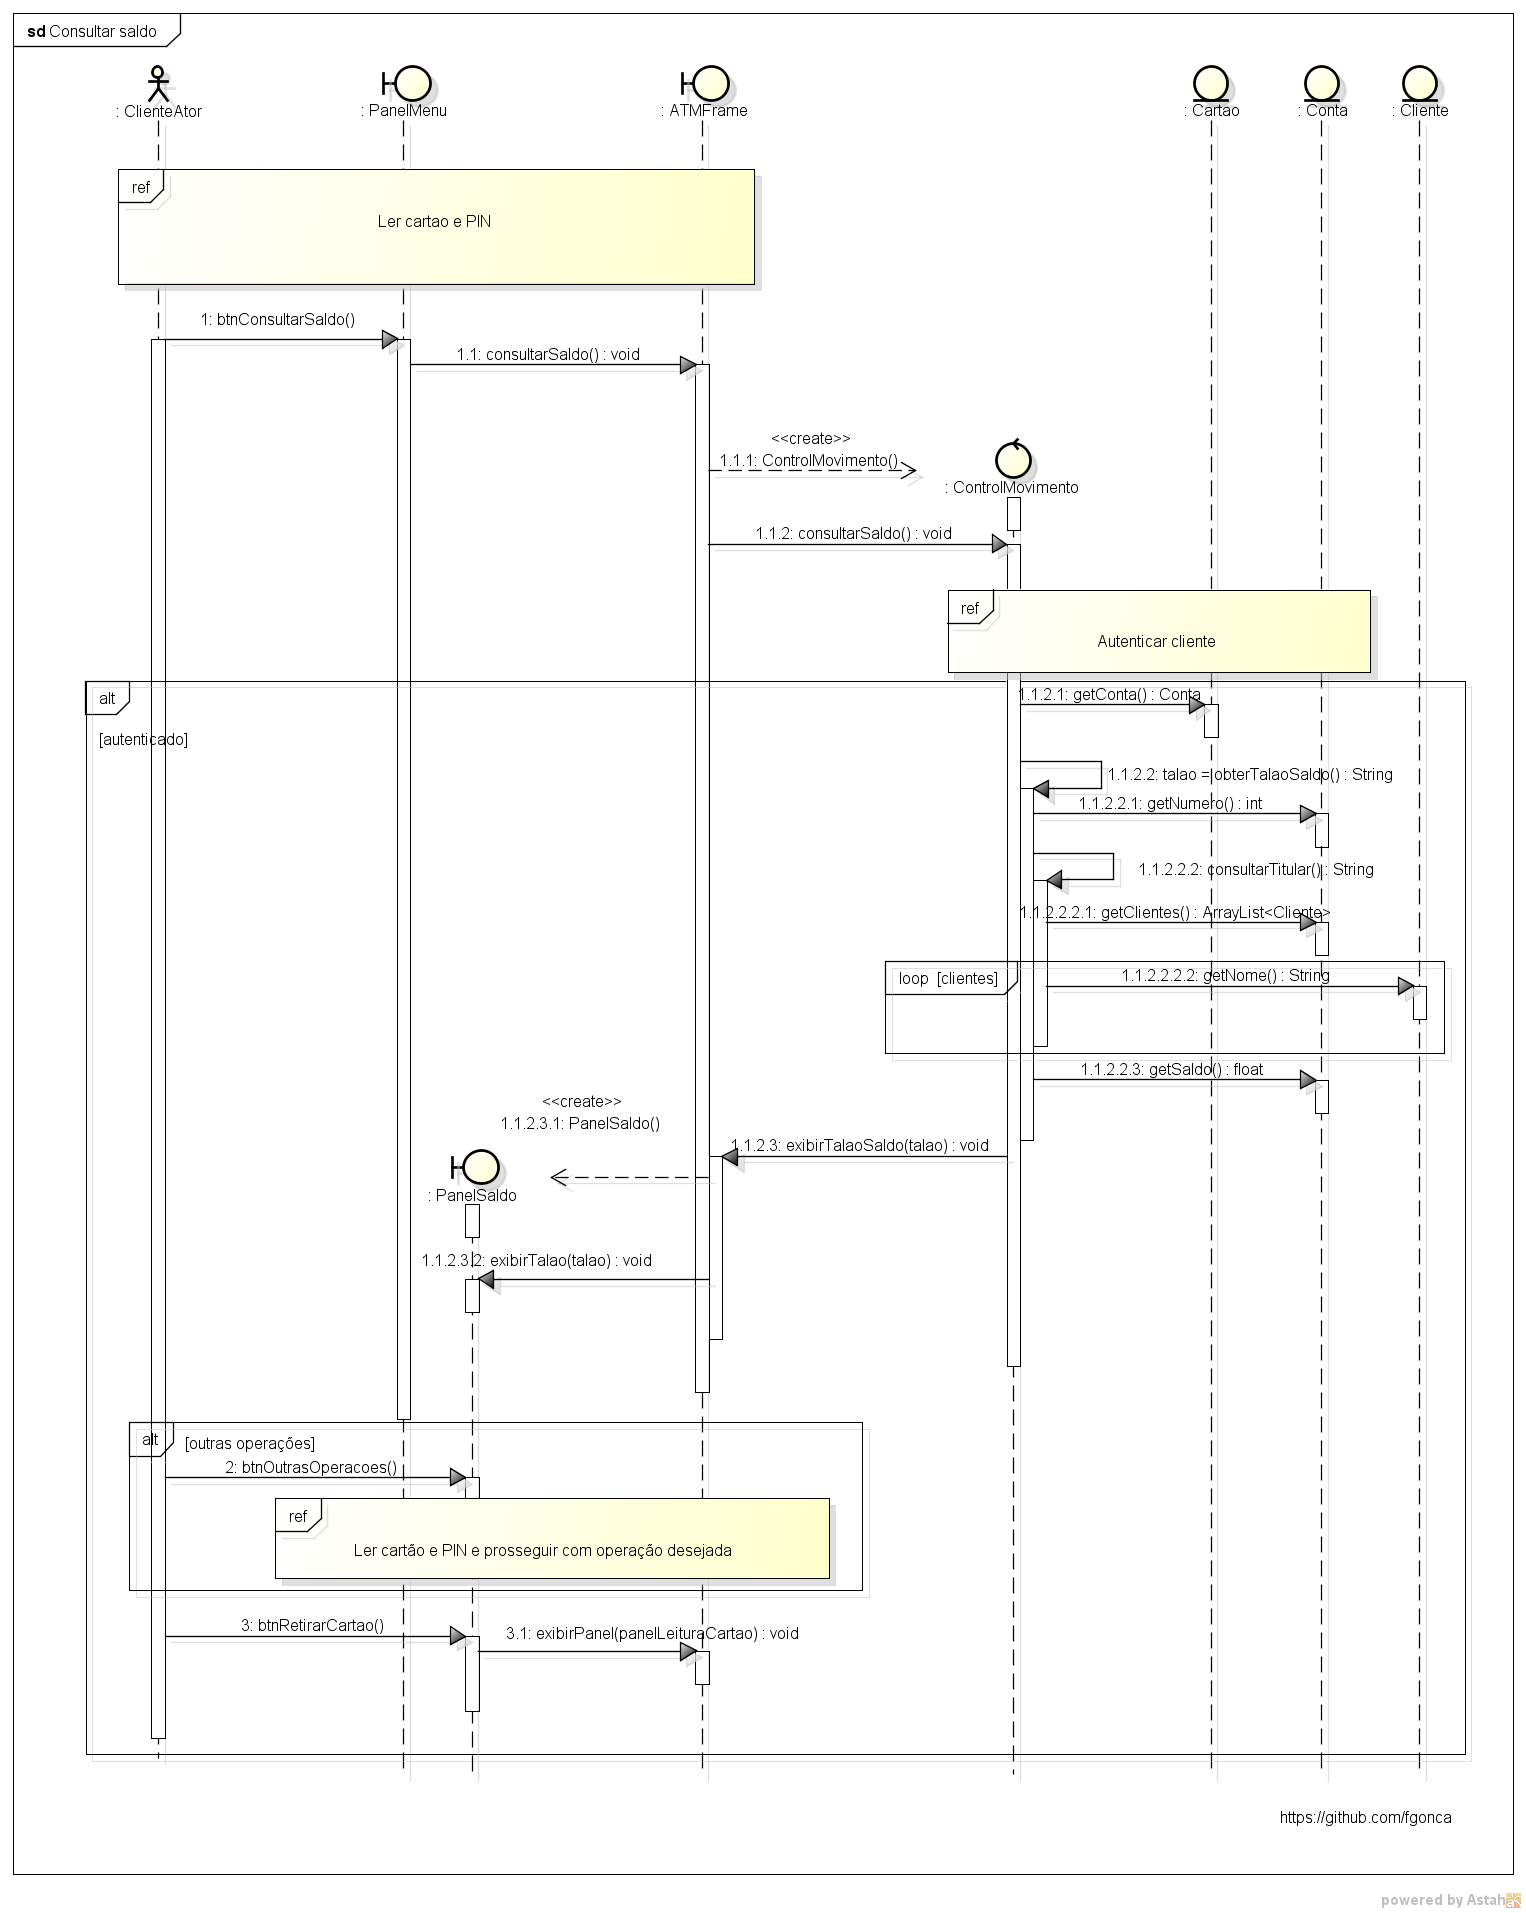 sd Consultar saldo
: ClienteAtor
: PanelMenu
: ATMFrame
: Cartao
: Conta
: Cliente
ref
Ler cartao e PIN
1: btnConsultarSaldo()
1.1: consultarSaldo() : void
<<create>>
1.1.1: ControlMovimento()
: ControlMovimento
1.1.2: consultarSaldo() : void
ref
Autenticar cliente
alt
[autenticado]
1.1.2.1: getConta() : Conta
1.1.2.2: talao = obterTalaoSaldo() : String
1.1.2.2.1: getNumero() : int
1.1.2.2.2: consultarTitular() : String
1.1.2.2.2.1: getClientes() : ArrayList<Cliente>
loop [clientes]
1.1.2.2.2.2: getNome() : String
1.1.2.2.3: getSaldo() : float
<<create>>
1.1.2.3.1: PanelSaldo()
1.1.2.3: exibirTalaoSaldo(talao) : void
: PanelSaldo
1.1.2.3.2: exibirTalao(talao) : void
alt
[outras operações]
2: btnOutrasOperacoes()
ref
Ler cartão e PIN e prosseguir com operação desejada
3: btnRetirarCartao()
3.1: exibirPanel(panelLeituraCartao) : void
https://github.com/fgonca
powered by Astah